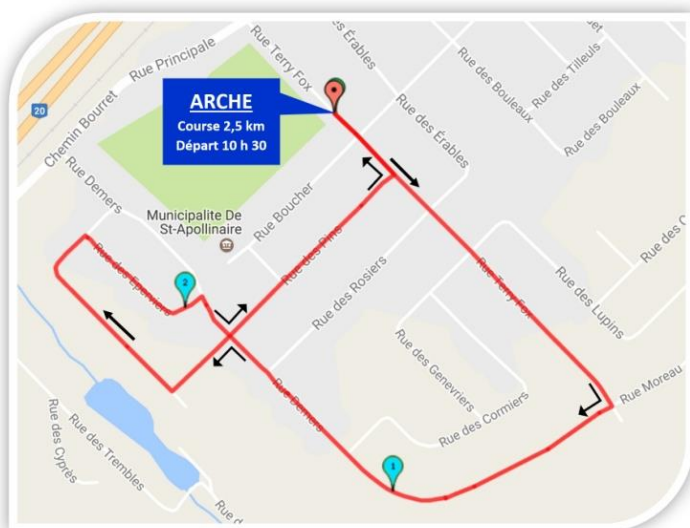 Rue Terry Fox
Rue des Érables
Rue Principale
Rue des Tilleuls
Rue des Bouleaux
20
ARCHE
Course 2,5 km
Départ 10 h 30
Rue des Érables
Rue des Bouleaux
Chemin Bourret
Rue Demers
Municipalite De
St-Apollinaire
Rue Boucher
Rue des Pins
Rue des Éperviers
2
Rue des Rosiers
Rue Terry Fox
Rue des Lupins
Rue des Genevriers
Rue Moreau
Rue Demers
Rue des Cormiers
Rue des Cyprès
Rue des Trembles
1